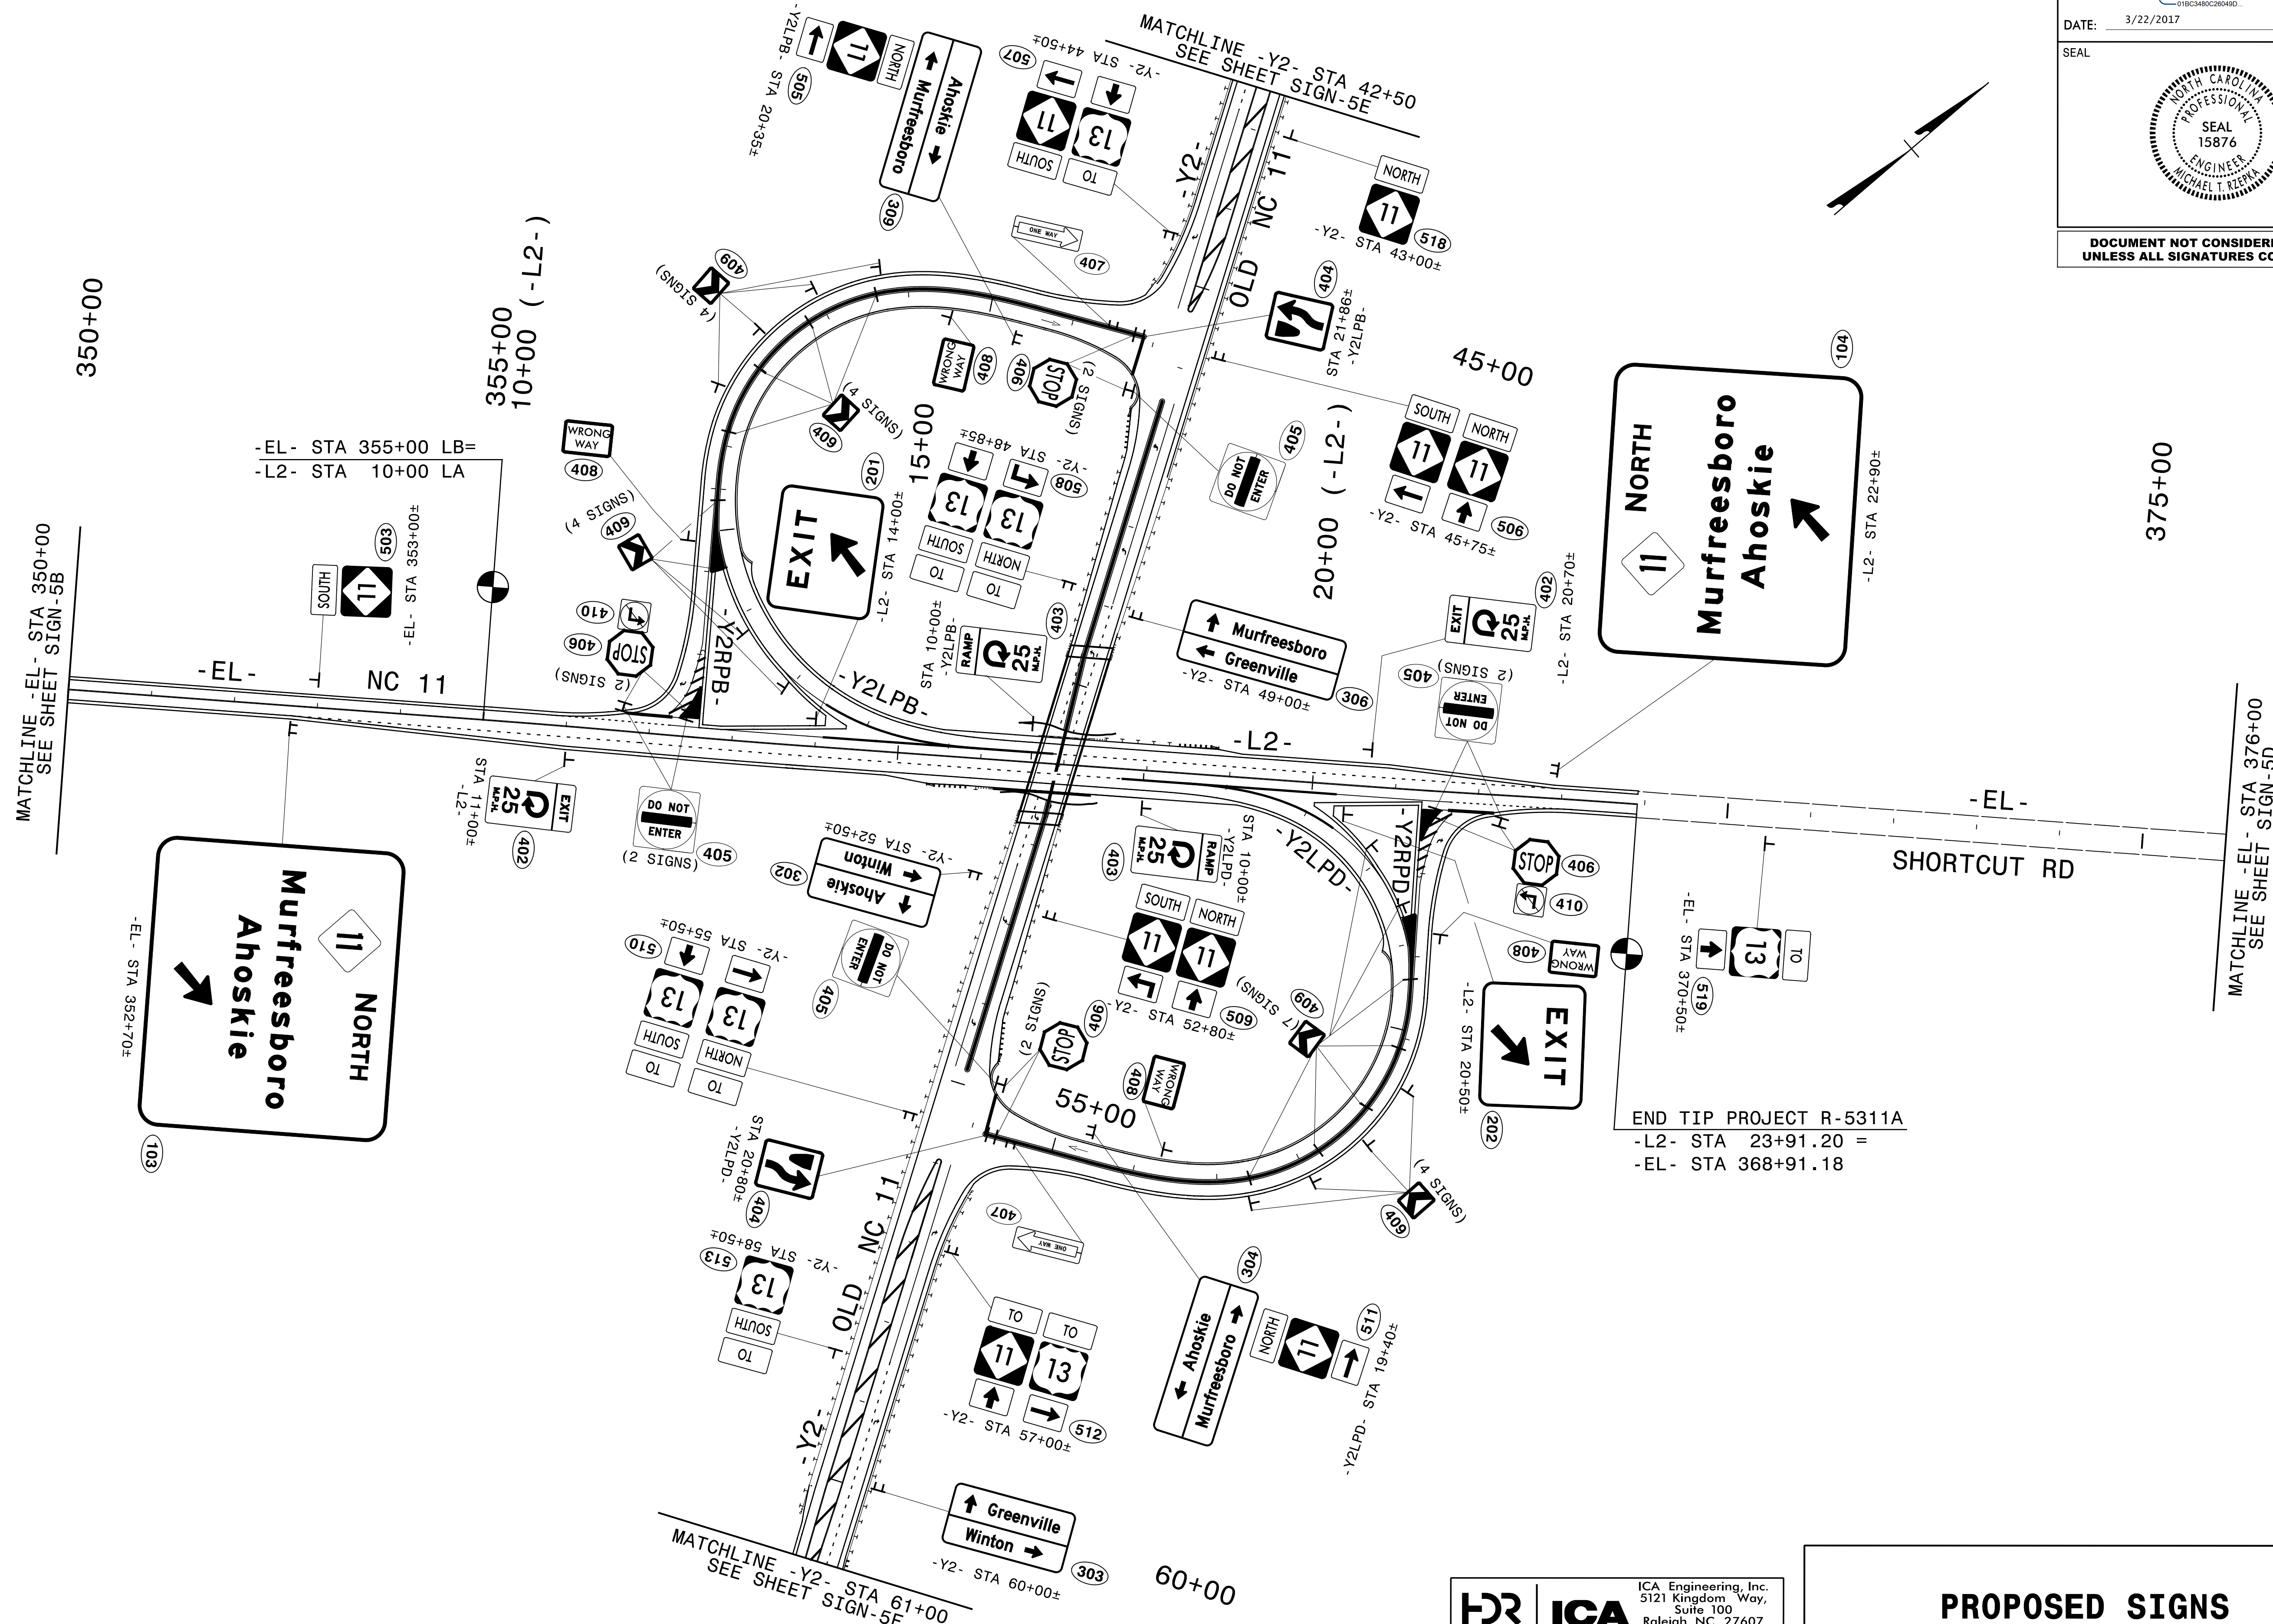 01BC3480C26049D...
DATE: 3/22/2017
SEAL
NORTH CAROLINA
PROFESSIONAL
SEAL
15876
ENGINEER
MICHAEL T. RZEPKA
DOCUMENT NOT CONSIDER
UNLESS ALL SIGNATURES CO
MATCHLINE -Y2- STA 42+50
SEE SHEET SIGN-5E
-Y2LPB- STA 20+35±
NORTH
11
505
Ahoskie
Murfreesboro
309
-Y2- STA 44+50±
507
11
SOUTH
13
TO
-Y2-
OLD NC 11
NORTH
11
518
-Y2- STA 43+00±
ONE WAY
407
404
STA 21+86±
-Y2LPB-
409
(4 SIGNS)
350+00
355+00
10+00 (-L2-)
WRONG
WAY
408
STOP
406
(2 SIGNS)
45+00
(4 SIGNS)
409
15+00
WRONG
WAY
408
DO NOT
ENTER
405
20+00 (-L2-)
SOUTH
11
NORTH
11
506
-Y2- STA 45+75±
104
NORTH
11
Murfreesboro
Ahoskie
-L2- STA 22+90±
375+00
-EL- STA 355+00 LB=
-L2- STA 10+00 LA
(4 SIGNS)
409
201
EXIT
-L2- STA 14+00±
-Y2- STA 48+85±
508
13
SOUTH
TO
13
NORTH
TO
503
SOUTH
11
-EL- STA 353+00±
410
STOP
406
(2 SIGNS)
-Y2RPB-
-Y2LPB-
STA 10+00±
-Y2LPB-
403
RAMP
25
M.P.H.
Murfreesboro
Greenville
306
-Y2- STA 49+00±
402
EXIT
25
M.P.H.
-L2- STA 20+70±
405
(2 SIGNS)
DO NOT
ENTER
MATCHLINE -EL- STA 350+00
SEE SHEET SIGN-5B
-EL-
NC 11
-L2-
-EL-
SHORTCUT RD
MATCHLINE -EL- STA 376+00
SEE SHEET SIGN-5D
STA 11+00±
-L2-
EXIT
25
M.P.H.
402
DO NOT
ENTER
405
(2 SIGNS)
-Y2- STA 52+50±
Winton
Ahoskie
302
403
RAMP
25
M.P.H.
STA 10+00±
-Y2LPD-
-Y2LPD-
-Y2RPD-
STOP
406
410
NORTH
11
Murfreesboro
Ahoskie
-EL- STA 352+70±
103
-Y2- STA 55+50±
510
13
SOUTH
TO
13
NORTH
TO
DO NOT
ENTER
405
SOUTH
11
NORTH
11
509
-Y2- STA 52+80±
(7 SIGNS)
409
WRONG
WAY
408
-EL- STA 370+50±
13
TO
519
(2 SIGNS)
STOP
406
WRONG
WAY
408
55+00
EXIT
-L2- STA 20+50±
202
END TIP PROJECT R-5311A
-L2- STA 23+91.20 =
-EL- STA 368+91.18
STA 20+80±
-Y2LPD-
404
407
ONE WAY
(4 SIGNS)
409
-Y2- STA 58+50±
513
13
SOUTH
TO
OLD NC 11
-Y2-
TO
11
TO
13
512
-Y2- STA 57+00±
304
Ahoskie
Murfreesboro
NORTH
11
511
-Y2LPD- STA 19+40±
Greenville
Winton
303
-Y2- STA 60+00±
60+00
MATCHLINE -Y2- STA 61+00
SEE SHEET SIGN-5F
HDR
ICA
ICA Engineering, Inc.
5121 Kingdom Way,
Suite 100
Raleigh NC 27607
PROPOSED SIGNS